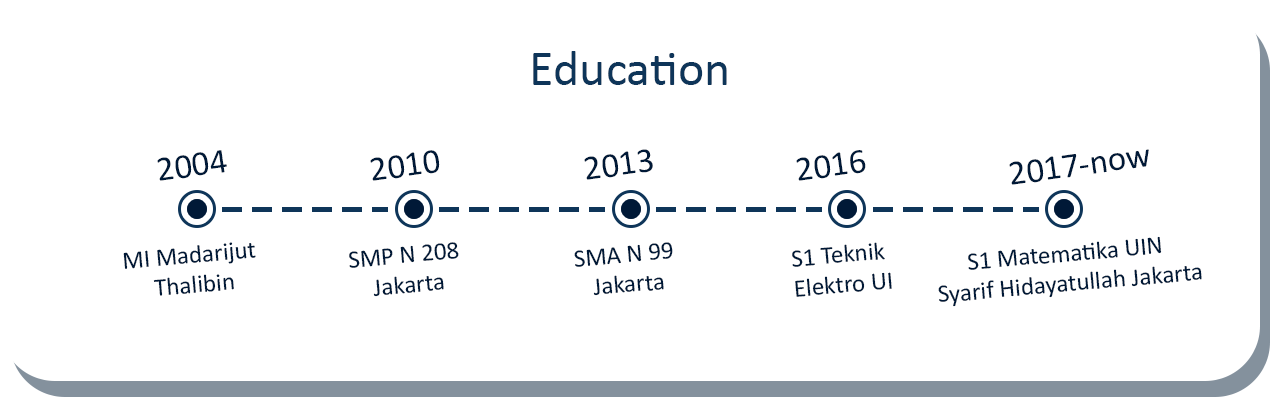 Education
2004
2010
2013
2016
2017-now
MI Madarijut
Thalibin
SMP N 208
Jakarta
SMA N 99
Jakarta
S1 Teknik
Elektro UI
S1 Matematika UIN
Syarif Hidayatullah Jakarta